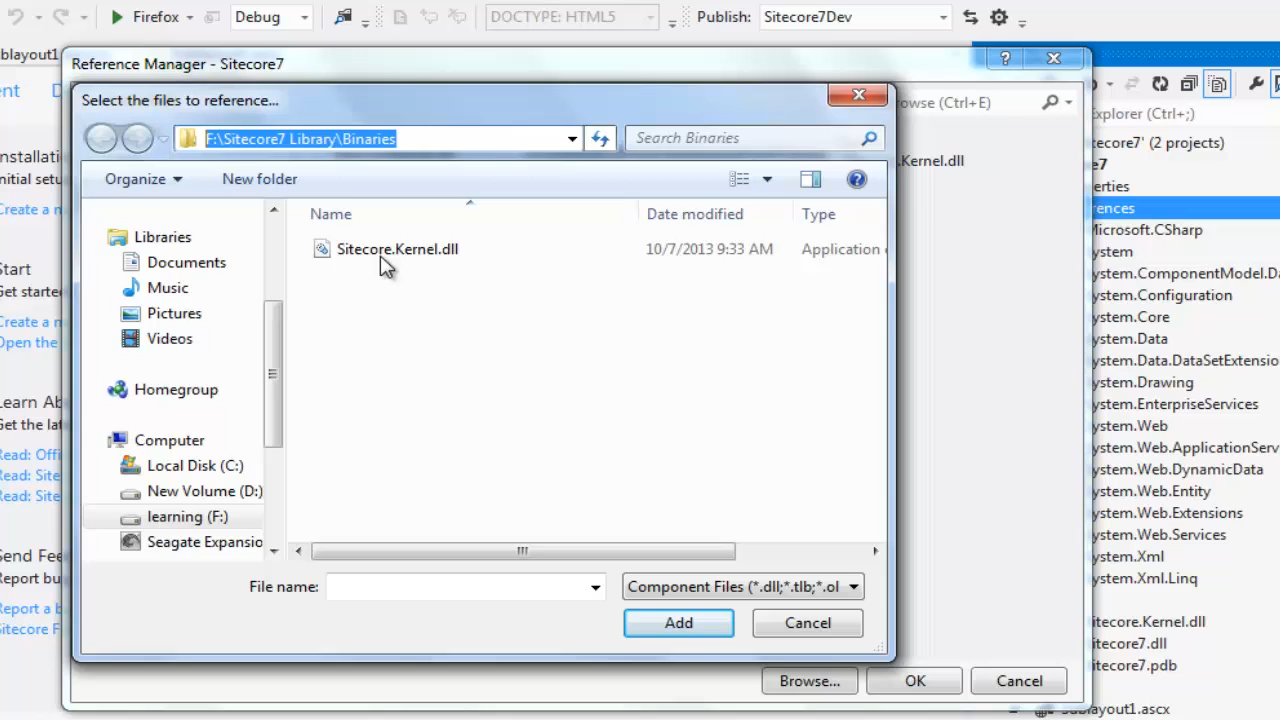 Firefox
Debug
DOCTYPE: HTML5
Publish:
Sitecore7Dev
blayout1
Reference Manager - Sitecore7
?
Select the files to reference...
rowse (Ctrl+E)
Explorer (Ctrl+;)
F:\Sitecore7 Library\Binaries
Search Binaries
.Kernel.dll
Organize
New folder
Name
Date modified
Type
Sitecore.Kernel.dll
10/7/2013 9:33 AM
Application
Libraries
Documents
Music
Pictures
Videos
Homegroup
Computer
Local Disk (C:)
New Volume (D:)
learning (F:)
Seagate Expansio
File name:
Component Files (*.dll;*.tlb;*.ol
Add
Cancel
Browse...
OK
Cancel
ent
nstallation
nitial setu
Create a n
Start
Get starte
Create a n
Open the
Learn Ab
Get the lat
Read: Offi
Read: Site
Read: Site
Send Fee
Report bu
Report a b
Sitecore F
tecore7' (2 projects)
e7
erties
rences
Microsoft.CSharp
ystem
ystem.ComponentModel.Da
ystem.Configuration
ystem.Core
ystem.Data
ystem.Data.DataSetExtensio
ystem.Drawing
ystem.EnterpriseServices
ystem.Web
ystem.Web.ApplicationServ
ystem.Web.DynamicData
ystem.Web.Entity
ystem.Web.Extensions
ystem.Web.Services
ystem.Xml
ystem.Xml.Linq
itecore.Kernel.dll
itecore7.dll
itecore7.pdb
sublayout1.ascx